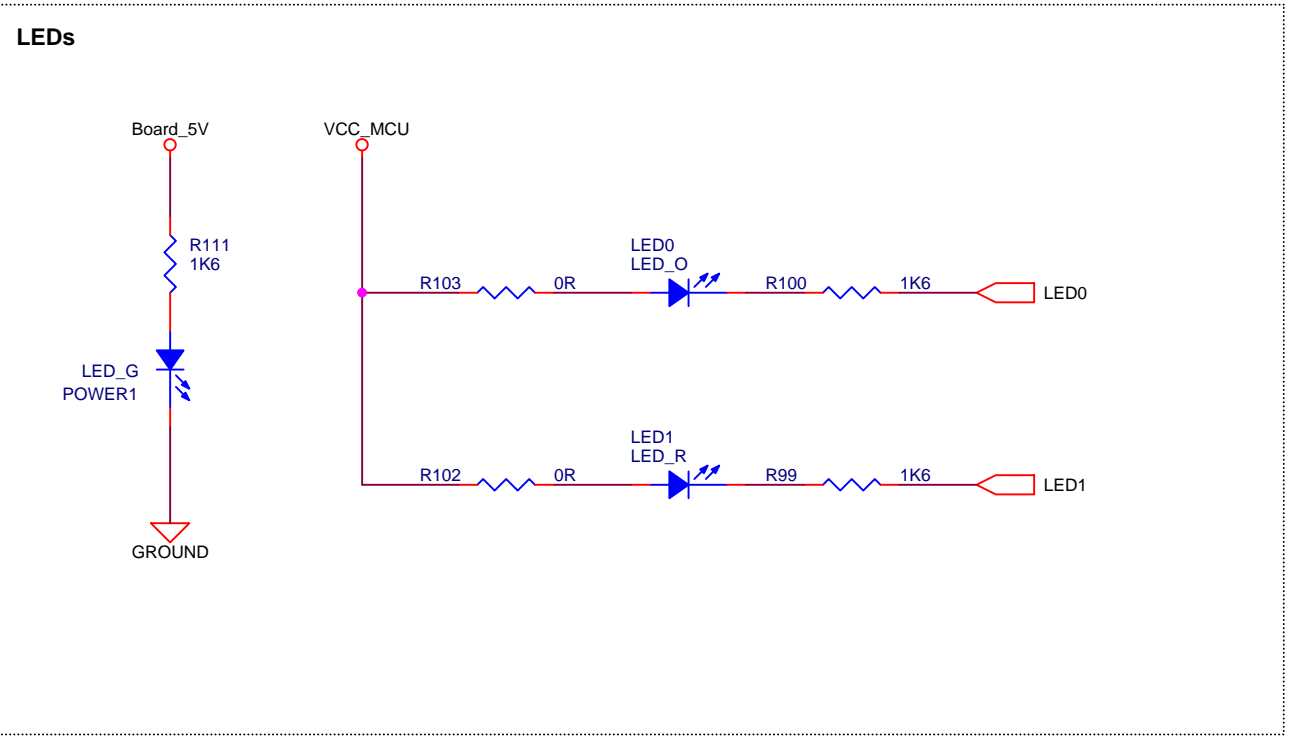 LEDs
Board_5V
VCC_MCU
R111
1K6
LED_G
POWER1
GROUND
LED0
LED_O
R103
0R
R100
1K6
LED0
LED1
LED_R
R102
0R
R99
1K6
LED1